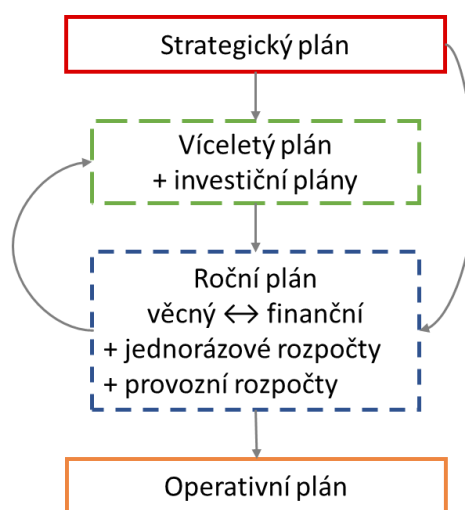 Strategický plán
Víceletý plán
+ investiční plány
Roční plán
věcný ↔ finanční
+ jednorázové rozpočty
+ provozní rozpočty
Operativní plán